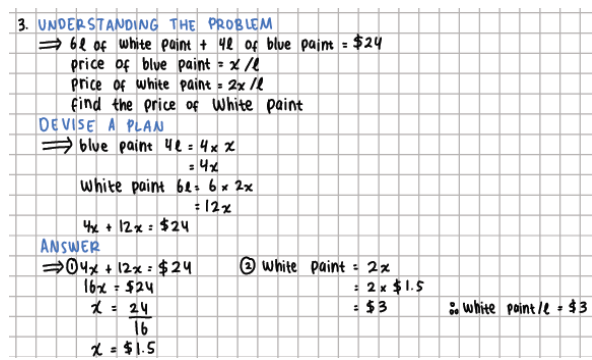 3. UNDERSTANDING THE PROBLEM
⇒ 6l of white paint + 4l of blue paint = $24
price of blue paint = x /l
price of white paint = 2x /l
find the price of white paint
DEVISE A PLAN
⇒ blue paint 4l = 4 x x
= 4x
white paint 6l = 6 x 2x
= 12x
4x + 12x = $24
ANSWER
⇒ ① 4x + 12x = $24
16x = $24
x = 24
16
x = $1.5
② White paint = 2x
= 2 x $1.5
= $3
∴ white paint/l = $3